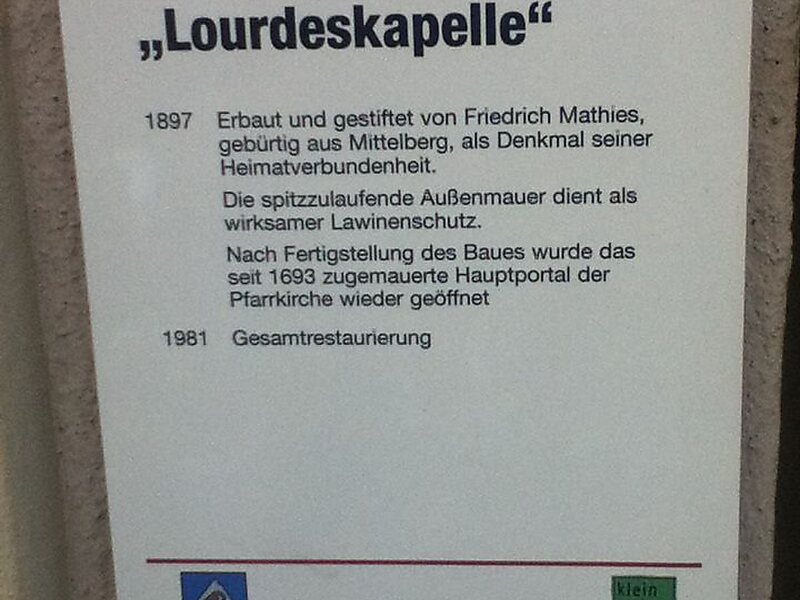 „Lourdeskapelle“
1897 Erbaut und gestiftet von Friedrich Mathies,
gebürtig aus Mittelberg, als Denkmal seiner
Heimatverbundenheit.
Die spitzzulaufende Außenmauer dient als
wirksamer Lawinenschutz.
Nach Fertigstellung des Baues wurde das
seit 1693 zugemauerte Hauptportal der
Pfarrkirche wieder geöffnet
1981 Gesamtrestaurierung
klein